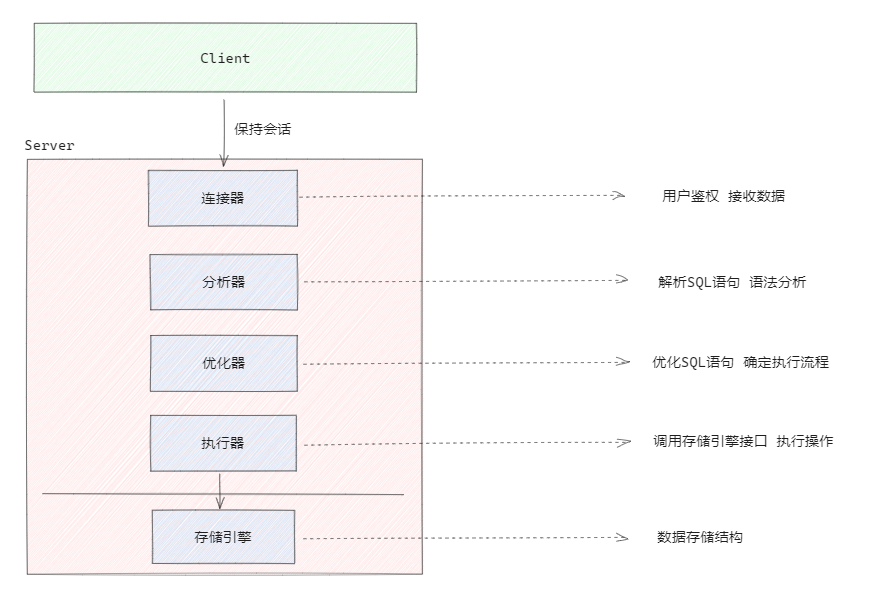 Client
保持会话
Server
连接器
用户鉴权 接收数据
分析器
解析SQL语句 语法分析
优化器
优化SQL语句 确定执行流程
执行器
调用存储引擎接口 执行操作
存储引擎
数据存储结构